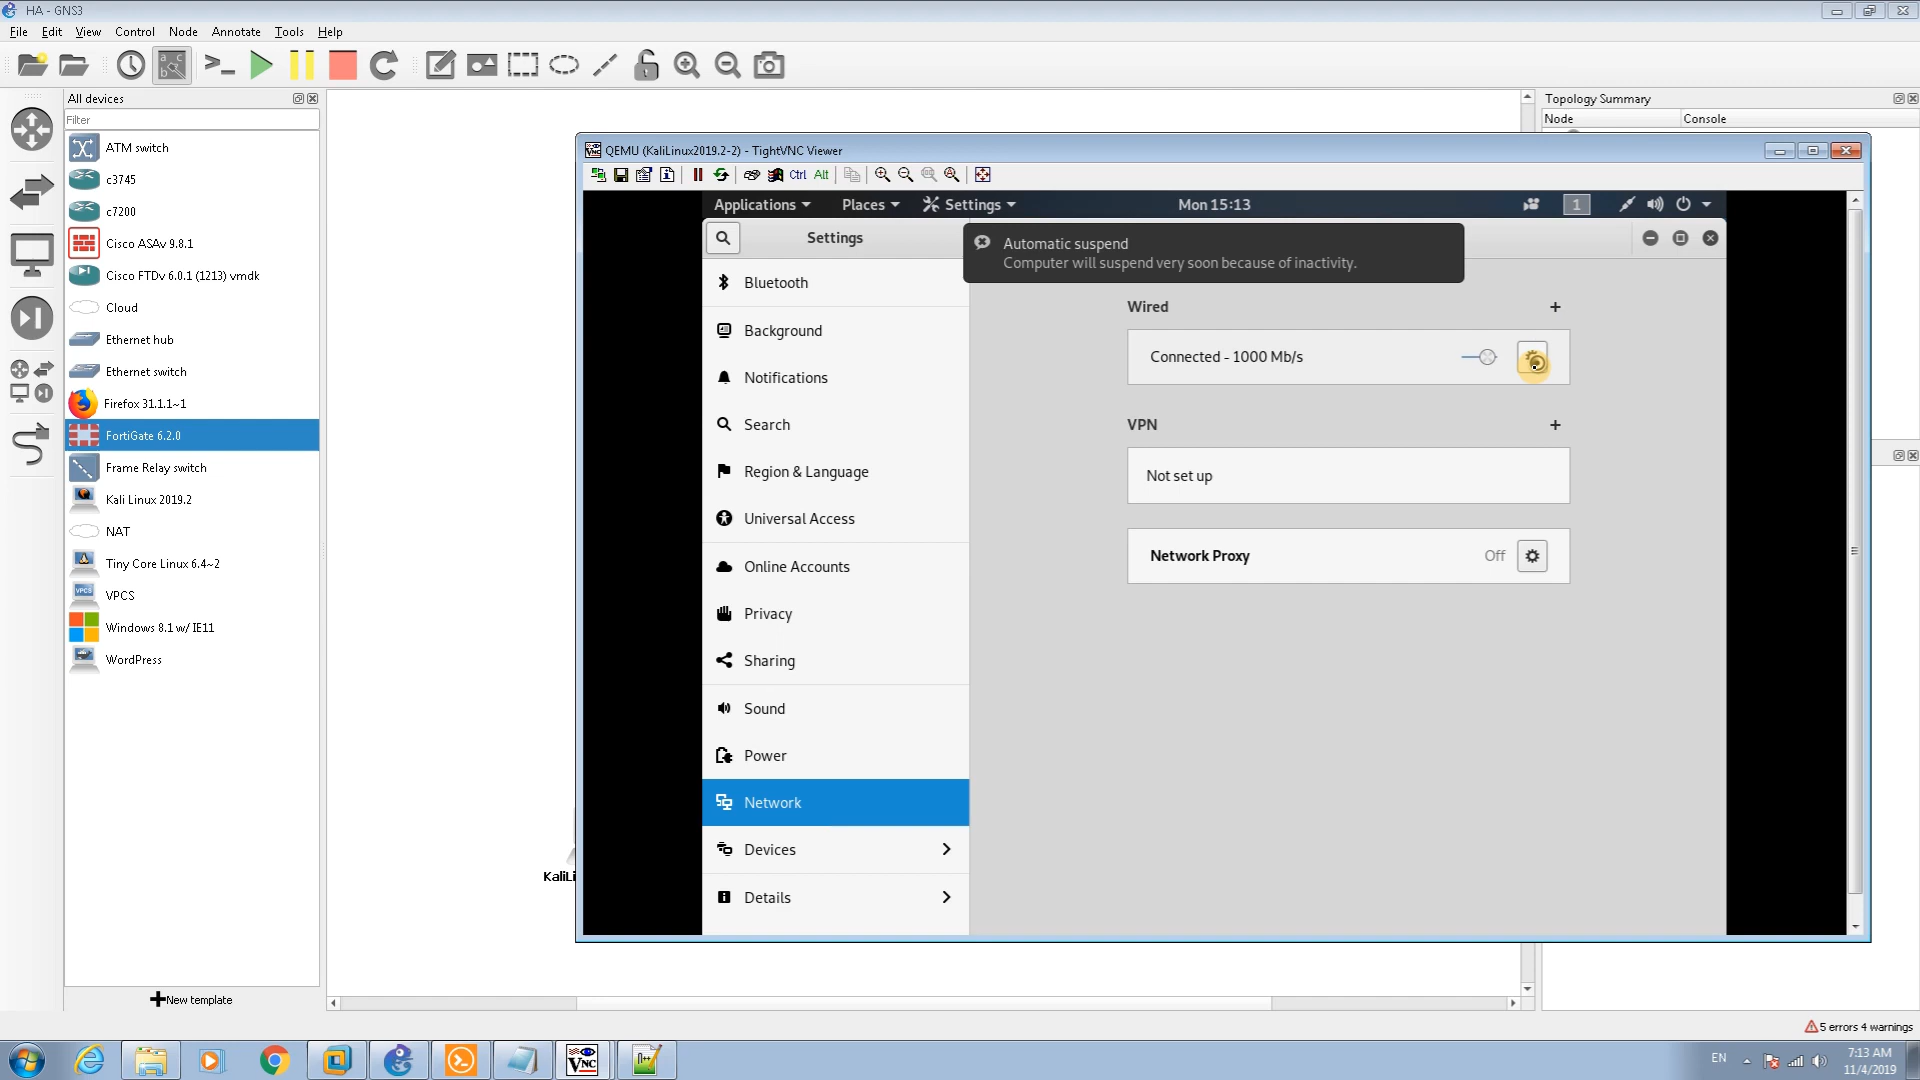 HA - GNS3
File Edit View Control Node Annotate Tools Help
All devices
Filter
ATM switch
c3745
c7200
Cisco ASAv 9.8.1
Cisco FTDv 6.0.1 (1213) vmdk
Cloud
Ethernet hub
Ethernet switch
Firefox 31.1.1~1
FortiGate 6.2.0
Frame Relay switch
Kali Linux 2019.2
NAT
Tiny Core Linux 6.4~2
VPCS
Windows 8.1 w/ IE11
WordPress
New template
KaliLi
QEMU (KaliLinux2019.2-2) - TightVNC Viewer
Ctrl Alt
Applications Places Settings Mon 15:13 1
Settings
Automatic suspend
Computer will suspend very soon because of inactivity.
Bluetooth
Background
Notifications
Search
Region & Language
Universal Access
Online Accounts
Privacy
Sharing
Sound
Power
Network
Devices
Details
Wired
Connected - 1000 Mb/s
VPN
Not set up
Network Proxy Off
Topology Summary
Node Console
5 errors 4 warnings
EN
7:13 AM
11/4/2019